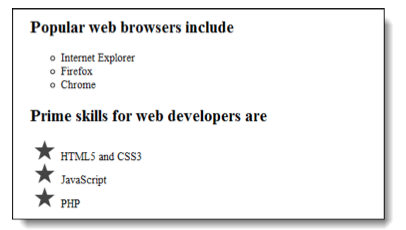 Popular web browsers include
Internet Explorer
Firefox
Chrome
Prime skills for web developers are
HTML5 and CSS3
JavaScript
PHP